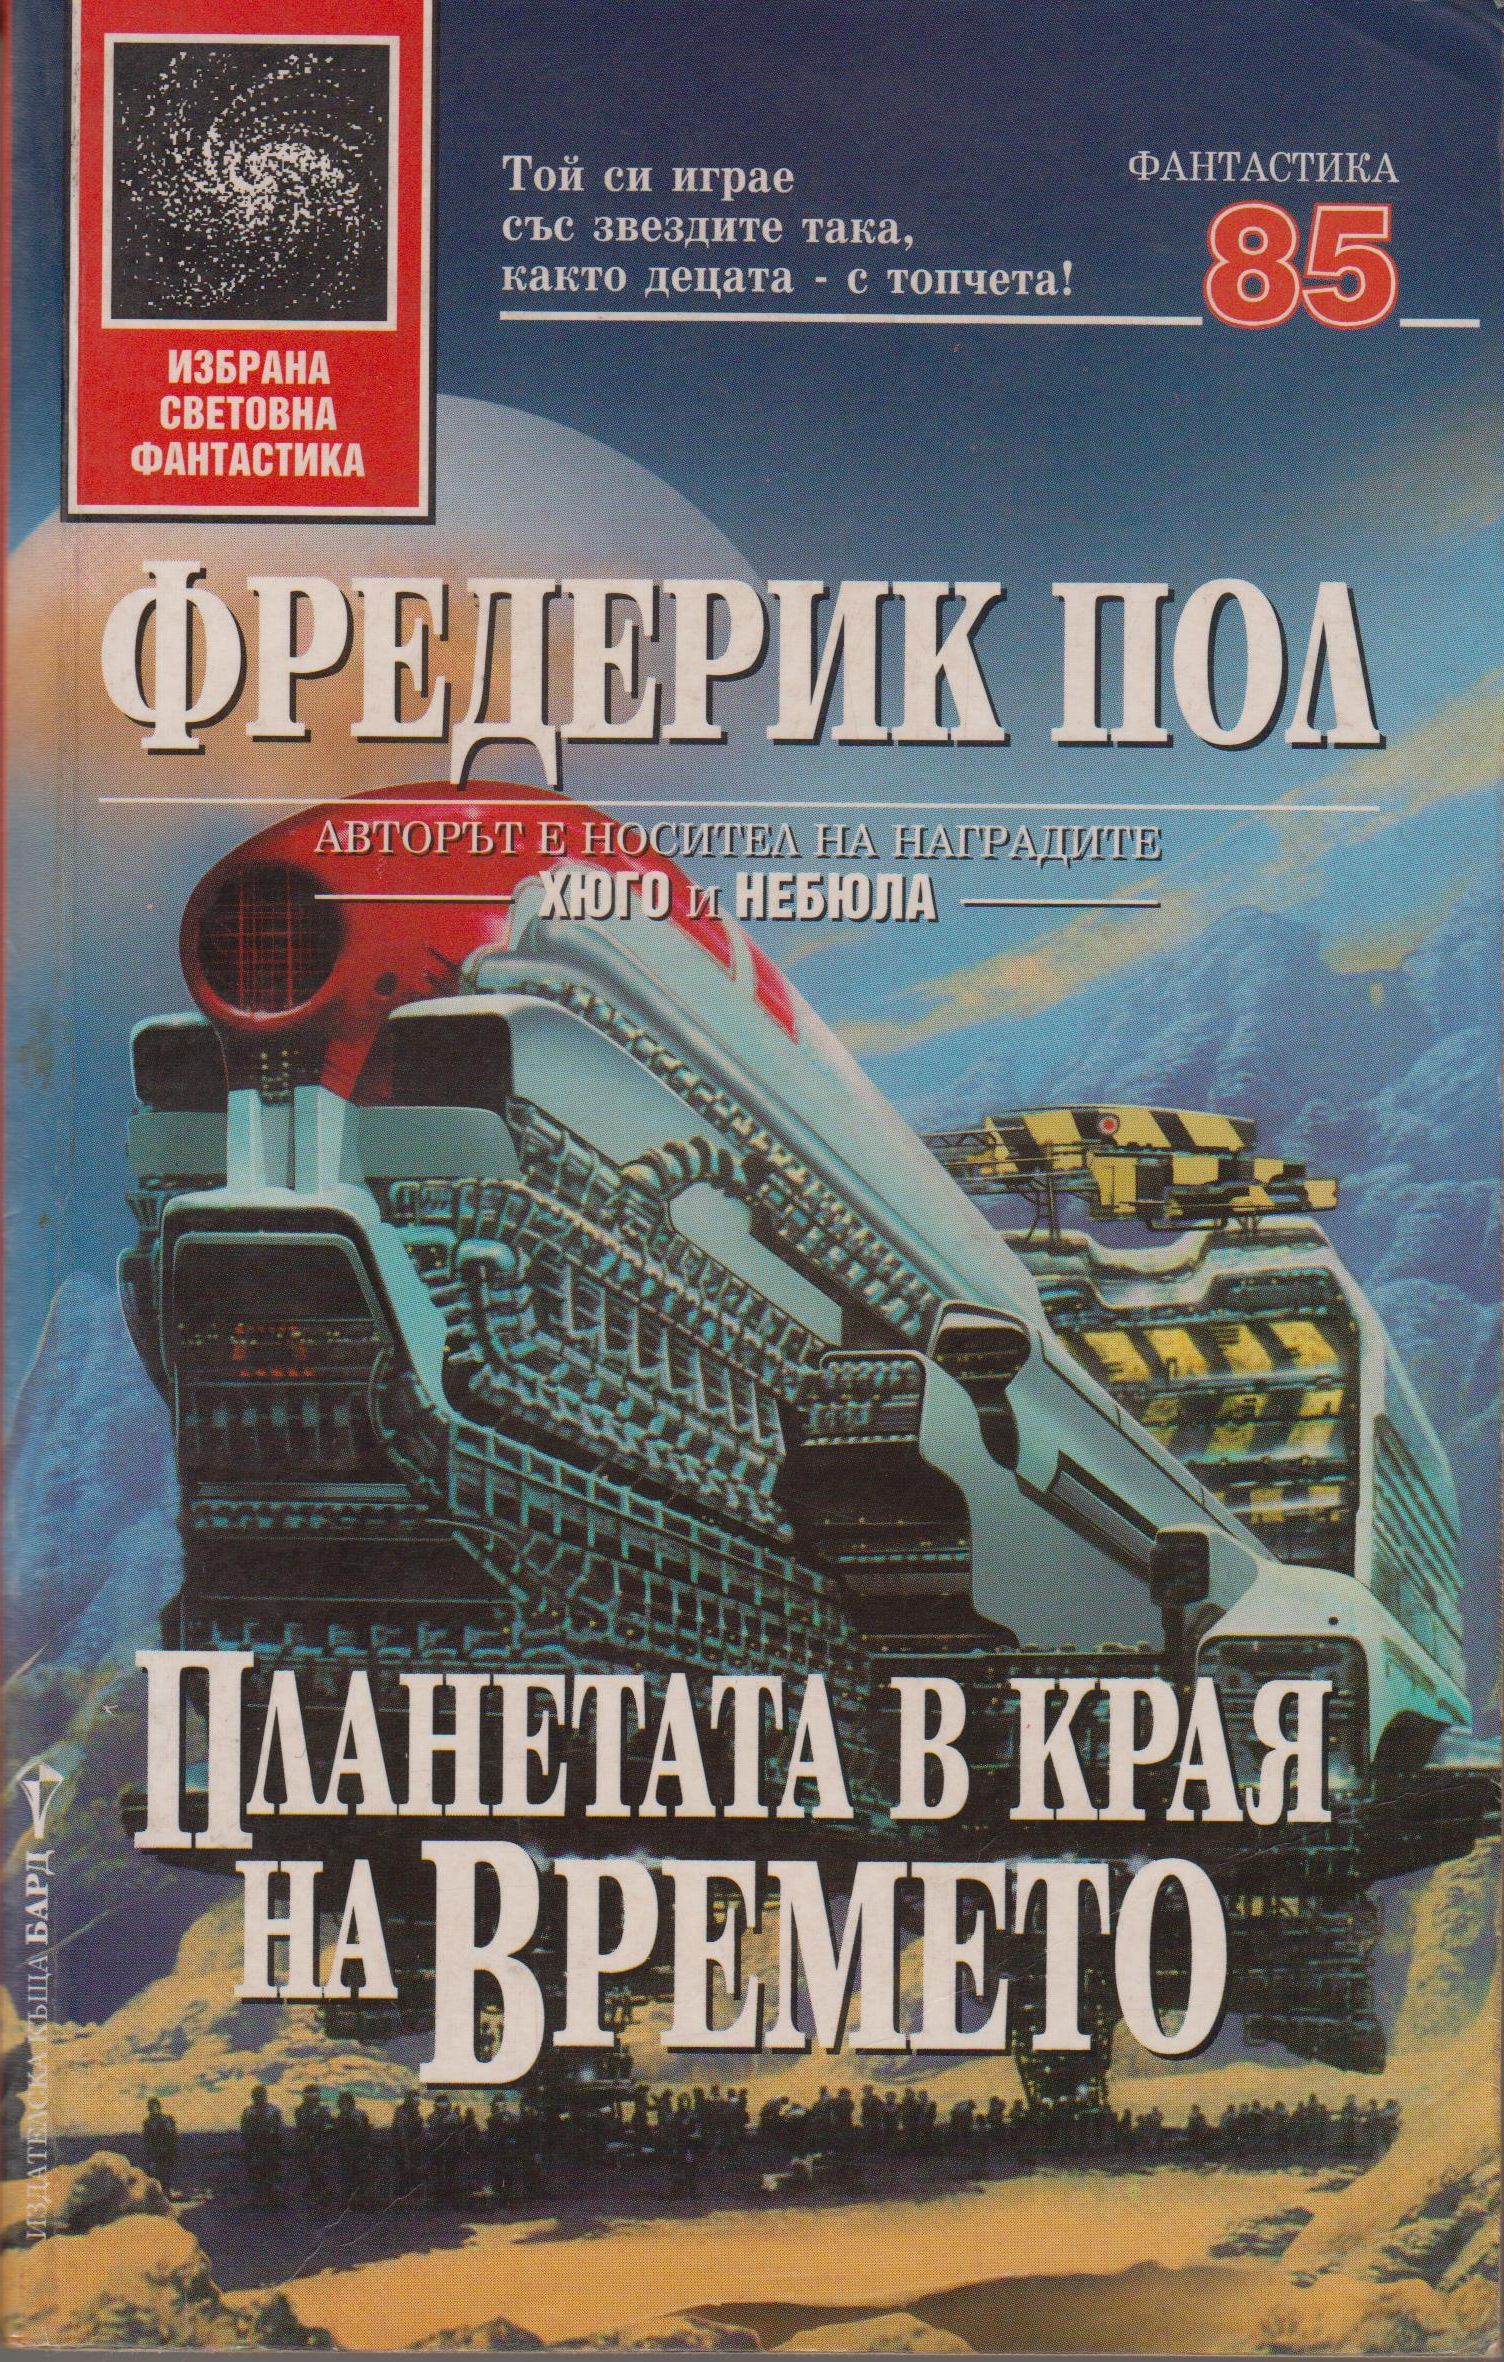 ИЗБРАНА
СВЕТОВНА
ФАНТАСТИКА
Той си играе
със звездите така,
както децата - с топчета!
ФАНТАСТИКА
85
ФРЕДЕРИК ПОЛ
АВТОРЪТ Е НОСИТЕЛ НА НАГРАДИТЕ
ХЮГО И НЕБЮЛА
ПЛАНЕТАТА В КРАЯ
НА ВРЕМЕТО
ИЗДАТЕЛСКА КЪЩА БАРД